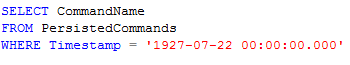 SELECT CommandName
FROM PersistedCommands
WHERE Timestamp = '1927-07-22 00:00:00.000'